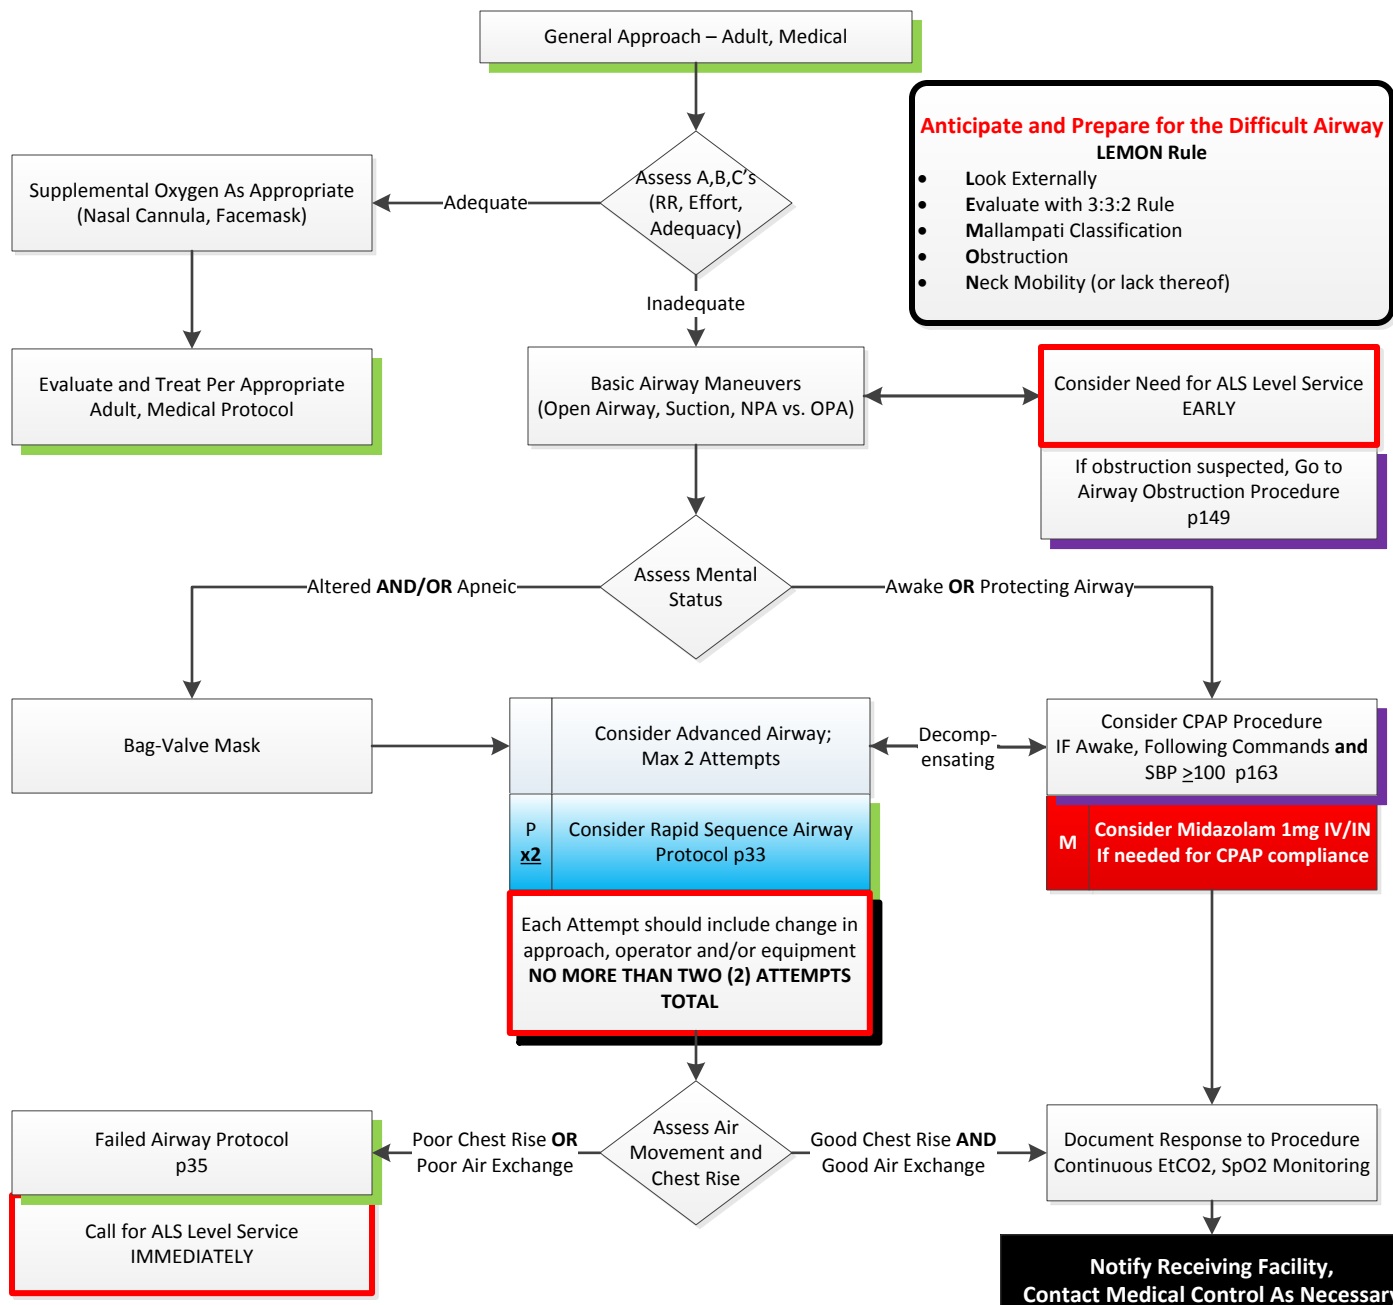 General Approach – Adult, Medical
Anticipate and Prepare for the Difficult Airway
LEMON Rule
• Look Externally
• Evaluate with 3:3:2 Rule
• Mallampati Classification
• Obstruction
• Neck Mobility (or lack thereof)
Assess A,B,C's
(RR, Effort,
Adequacy)
Adequate
Supplemental Oxygen As Appropriate
(Nasal Cannula, Facemask)
Inadequate
Evaluate and Treat Per Appropriate
Adult, Medical Protocol
Basic Airway Maneuvers
(Open Airway, Suction, NPA vs. OPA)
Consider Need for ALS Level Service
EARLY
If obstruction suspected, Go to
Airway Obstruction Procedure
p149
Assess Mental
Status
Altered AND/OR Apneic
Awake OR Protecting Airway
Bag-Valve Mask
Consider Advanced Airway;
Max 2 Attempts
Decomp-
ensating
Consider CPAP Procedure
IF Awake, Following Commands and
SBP ≥100 p163
P
x2
Consider Rapid Sequence Airway
Protocol p33
M
Consider Midazolam 1mg IV/IN
If needed for CPAP compliance
Each Attempt should include change in
approach, operator and/or equipment
NO MORE THAN TWO (2) ATTEMPTS
TOTAL
Assess Air
Movement and
Chest Rise
Poor Chest Rise OR
Poor Air Exchange
Good Chest Rise AND
Good Air Exchange
Failed Airway Protocol
p35
Call for ALS Level Service
IMMEDIATELY
Document Response to Procedure
Continuous EtCO2, SpO2 Monitoring
Notify Receiving Facility,
Contact Medical Control As Necessary